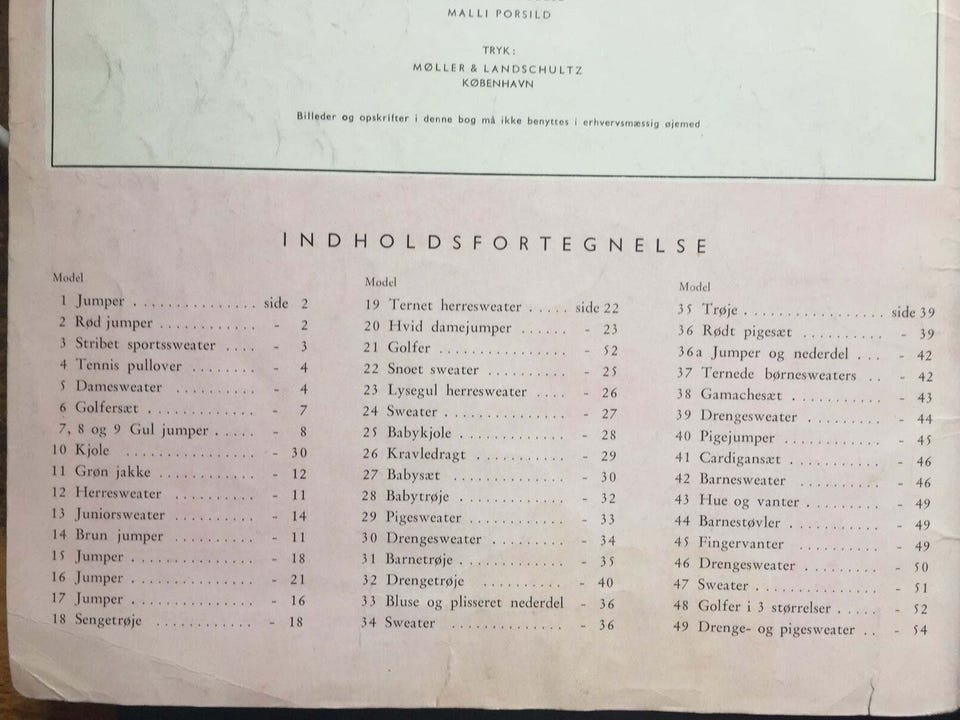 MALLI PORSILD
TRYK:
MØLLER & LANDSCHULTZ
KØBENHAVN
Billeder og opskrifter i denne bog må ikke benyttes i erhvervsmæssig øjemed
INDHOLDSFORTEGNELSE
Model
1 Jumper . . . . . . . . . . . . . . . side 2
2 Rød jumper . . . . . . . . . . . . - 2
3 Stribet sportssweater . . . . - 3
4 Tennis pullover . . . . . . . . - 4
5 Damesweater . . . . . . . . . . - 4
6 Golfersæt . . . . . . . . . . . . . - 7
7, 8 og 9 Gul jumper . . . . . - 8
10 Kjole . . . . . . . . . . . . . . . . - 30
11 Grøn jakke . . . . . . . . . . . . - 12
12 Herresweater . . . . . . . . . . - 11
13 Juniorsweater . . . . . . . . . . - 14
14 Brun jumper . . . . . . . . . . . - 11
15 Jumper . . . . . . . . . . . . . . . - 18
16 Jumper . . . . . . . . . . . . . . . - 21
17 Jumper . . . . . . . . . . . . . . . - 16
18 Sengetrøje . . . . . . . . . . . . - 18
Model
19 Ternet herresweater . . . . . side 22
20 Hvid damejumper . . . . . . - 23
21 Golfer . . . . . . . . . . . . . . . - 52
22 Snoet sweater . . . . . . . . . . - 25
23 Lysegul herresweater . . . . - 26
24 Sweater . . . . . . . . . . . . . . - 27
25 Babykjole . . . . . . . . . . . . . - 28
26 Kravledragt . . . . . . . . . . . - 29
27 Babysæt . . . . . . . . . . . . . . - 30
28 Babytrøje . . . . . . . . . . . . . - 32
29 Pigesweater . . . . . . . . . . . . - 33
30 Drengesweater . . . . . . . . . - 34
31 Barnetrøje . . . . . . . . . . . . . - 35
32 Drengetrøje . . . . . . . . . . - 40
33 Bluse og plisseret nederdel - 36
34 Sweater . . . . . . . . . . . . . . - 36
Model
35 Trøje . . . . . . . . . . . . . . . . . side 39
36 Rødt pigesæt . . . . . . . . . . - 39
36a Jumper og nederdel . . . - 42
37 Ternede børnesweaters . . - 42
38 Gamachesæt . . . . . . . . . . . - 43
39 Drengesweater . . . . . . . . . - 44
40 Pigejumper . . . . . . . . . . . . - 45
41 Cardigansæt . . . . . . . . . . . - 46
42 Barnesweater . . . . . . . . . . - 46
43 Hue og vanter . . . . . . . . . - 49
44 Barnestøvler . . . . . . . . . . . - 49
45 Fingervanter . . . . . . . . . . - 49
46 Drengesweater . . . . . . . . . - 50
47 Sweater . . . . . . . . . . . . . . . - 51
48 Golfer i 3 størrelser . . . . . - 52
49 Drenge- og pigesweater . . - 54